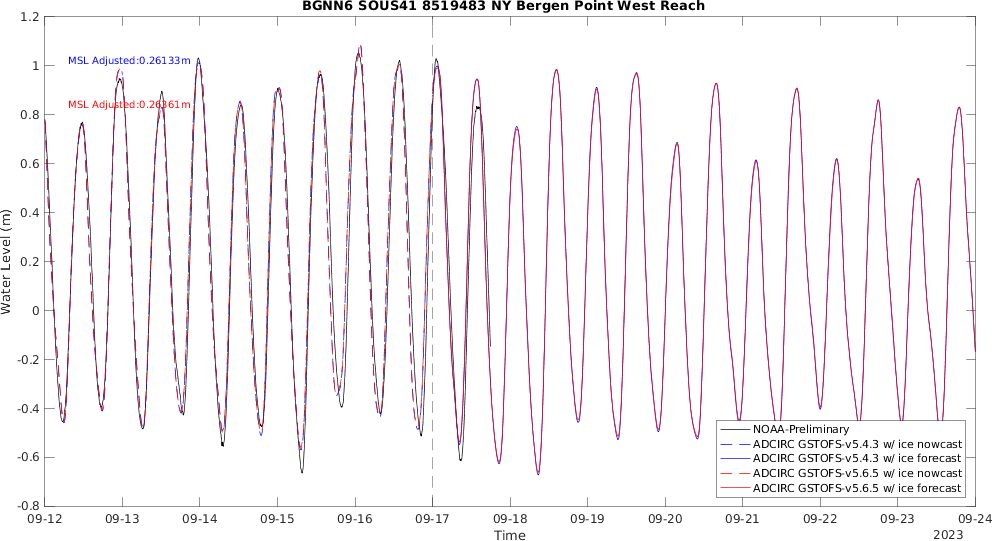 BGNN6 SOUS41 8519483 NY Bergen Point West Reach
1.2
1
0.8
0.6
0.4
0.2
0
-0.2
-0.4
-0.6
-0.8
Water Level (m)
MSL Adjusted:0.26133m
MSL Adjusted:0.26361m
NOAA-Preliminary
ADCIRC GSTOFS-v5.4.3 w/ ice nowcast
ADCIRC GSTOFS-v5.4.3 w/ ice forecast
ADCIRC GSTOFS-v5.6.5 w/ ice nowcast
ADCIRC GSTOFS-v5.6.5 w/ ice forecast
09-12 09-13 09-14 09-15 09-16 09-17 09-18 09-19 09-20 09-21 09-22 09-23 09-24
Time
2023